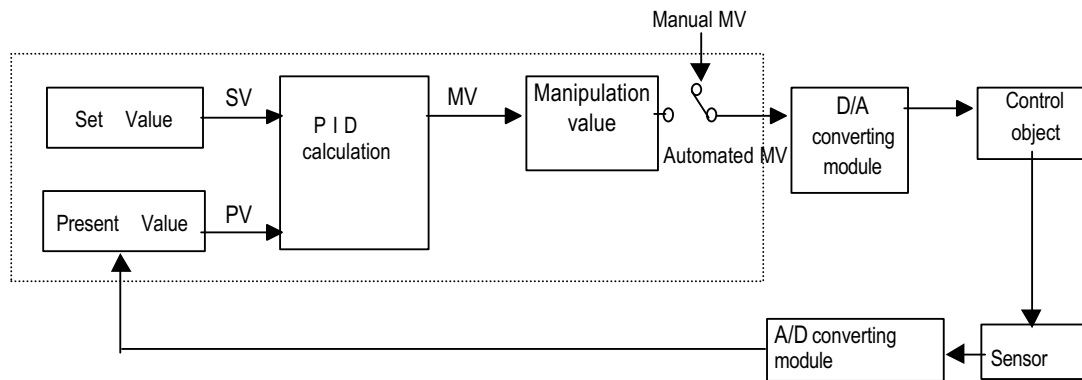 Manual MV
Set Value
SV
P I D
calculation
MV
Manipulation
value
Automated MV
D/A
converting
module
Control
object
Present Value
PV
A/D converting
module
Sensor